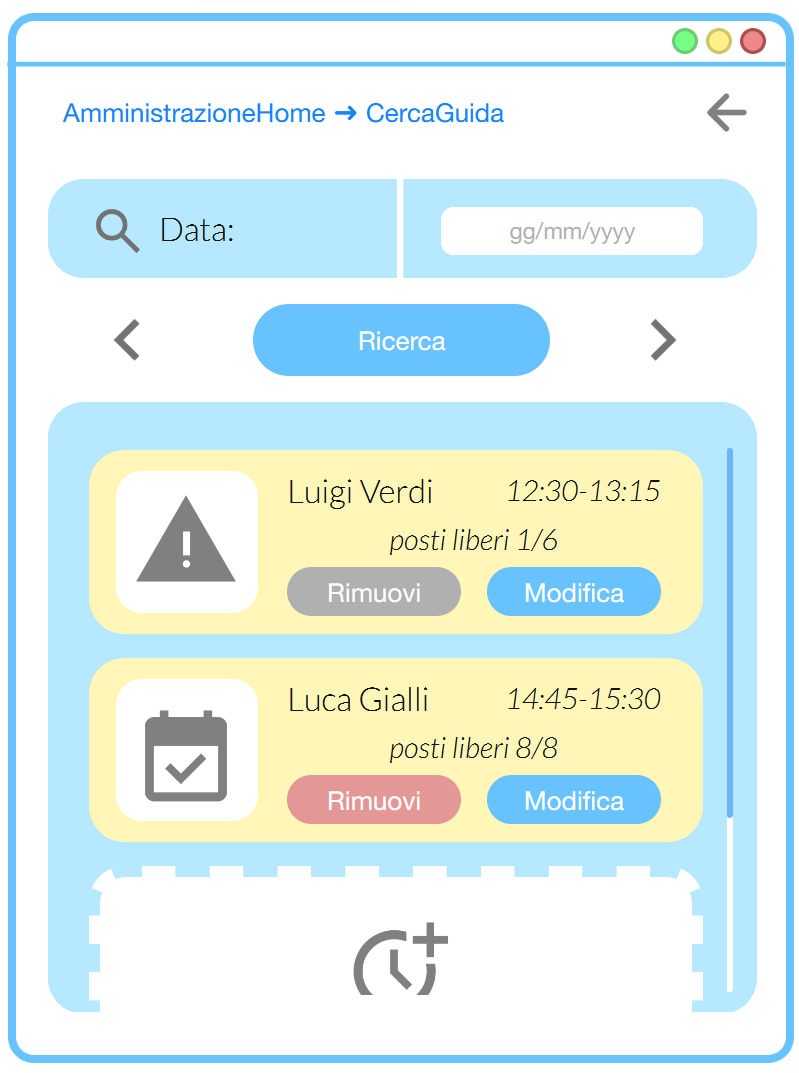 AmministrazioneHome ➜ CercaGuida
Data:
gg/mm/yyyy
Ricerca
Luigi Verdi
12:30-13:15
posti liberi 1/6
Rimuovi
Modifica
Luca Gialli
14:45-15:30
posti liberi 8/8
Rimuovi
Modifica